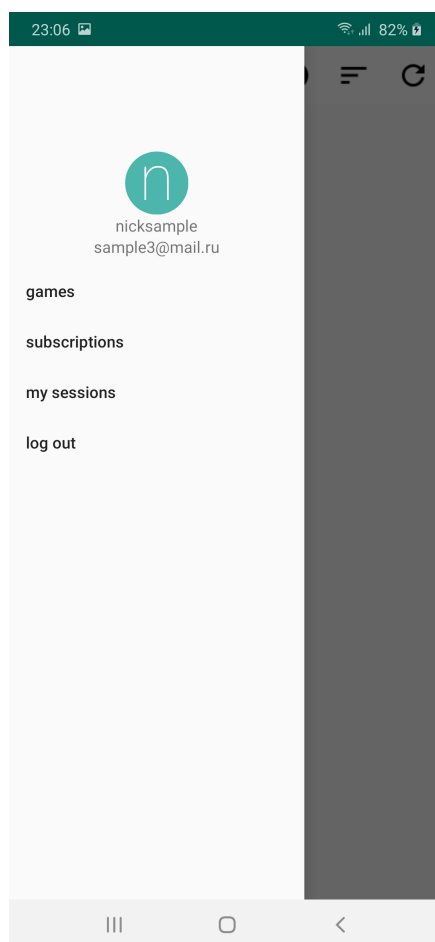 23:06 82%
n
nicksample
sample3@mail.ru
games
subscriptions
my sessions
log out